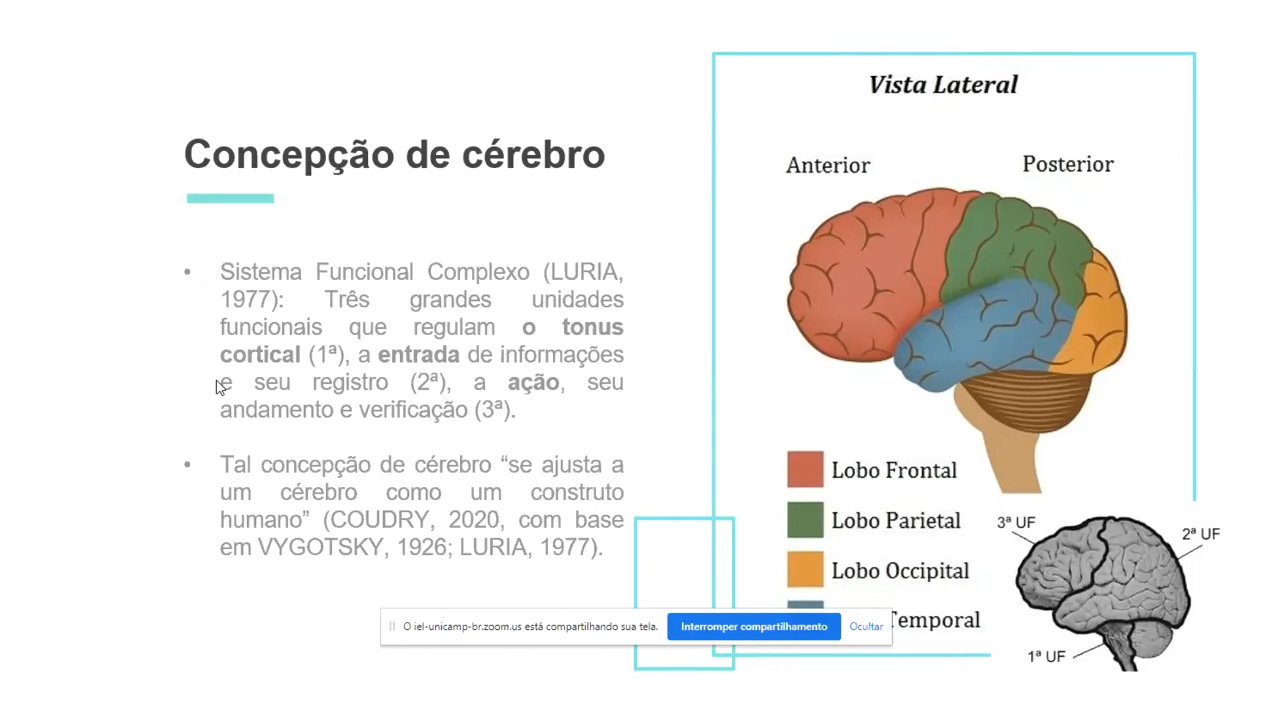 Concepção de cérebro
• Sistema Funcional Complexo (LURIA,
1977): Três grandes unidades
funcionais que regulam o tonus
cortical (1ª), a entrada de informações
e seu registro (2ª), a ação, seu
andamento e verificação (3ª).
• Tal concepção de cérebro “se ajusta a
um cérebro como um construto
humano” (COUDRY, 2020, com base
em VYGOTSKY, 1926; LURIA, 1977).
Vista Lateral
Anterior
Posterior
Lobo Frontal
Lobo Parietal
Lobo Occipital
Temporal
3ª UF
2ª UF
1ª UF
O iel-unicamp-br.zoom.us está compartilhando sua tela.
Interromper compartilhamento
Ocultar